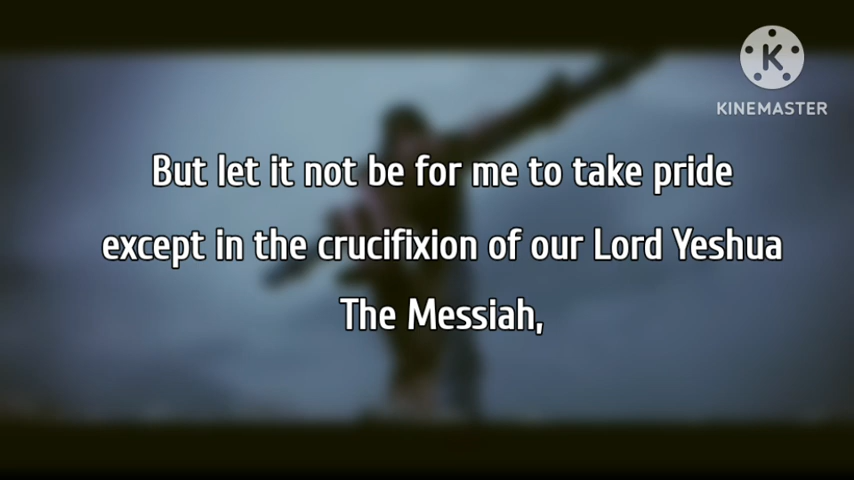 KINEMASTER
But let it not be for me to take pride
except in the crucifixion of our Lord Yeshua
The Messiah,